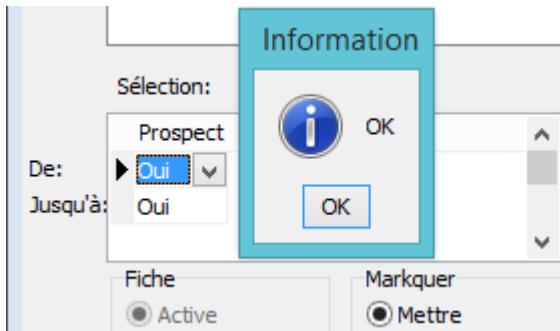 Information
OK
OK
Sélection:
Prospect
De:
Oui
Jusqu'à:
Oui
Fiche
Active
Markquer
Mettre